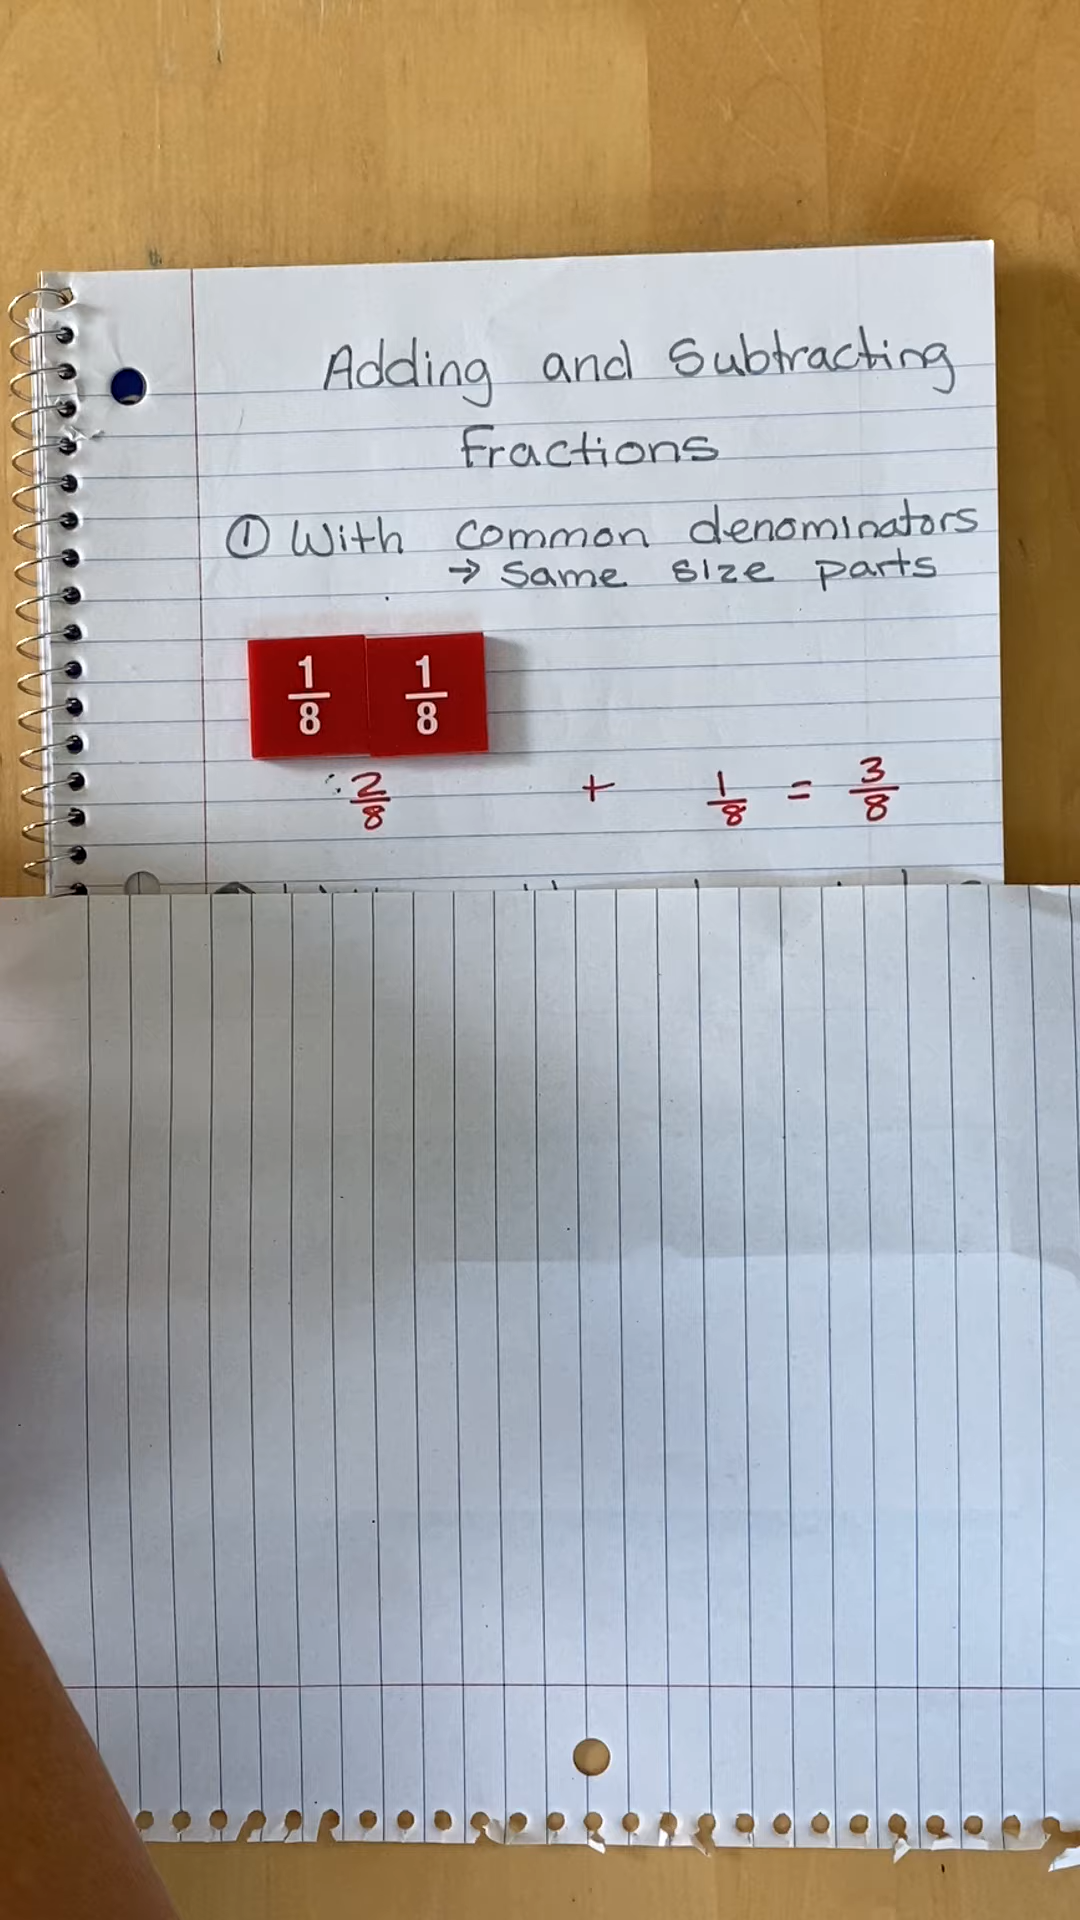 Adding and Subtracting
Fractions
① With common denominators
→ same size parts
1/8 1/8
2/8 + 1/8 = 3/8